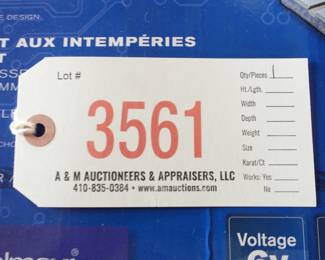 E DESIGN
T AUX INTEMPÉRIES
T
Lot #
3561
A & M AUCTIONEERS & APPRAISERS, LLC
410-835-0384 • www.amauctions.com
Qty/Pieces 1
Ht./Lgth.
Width
Depth
Weight
Size
Karat/Ct
Works: Yes
No
Voltage
6v